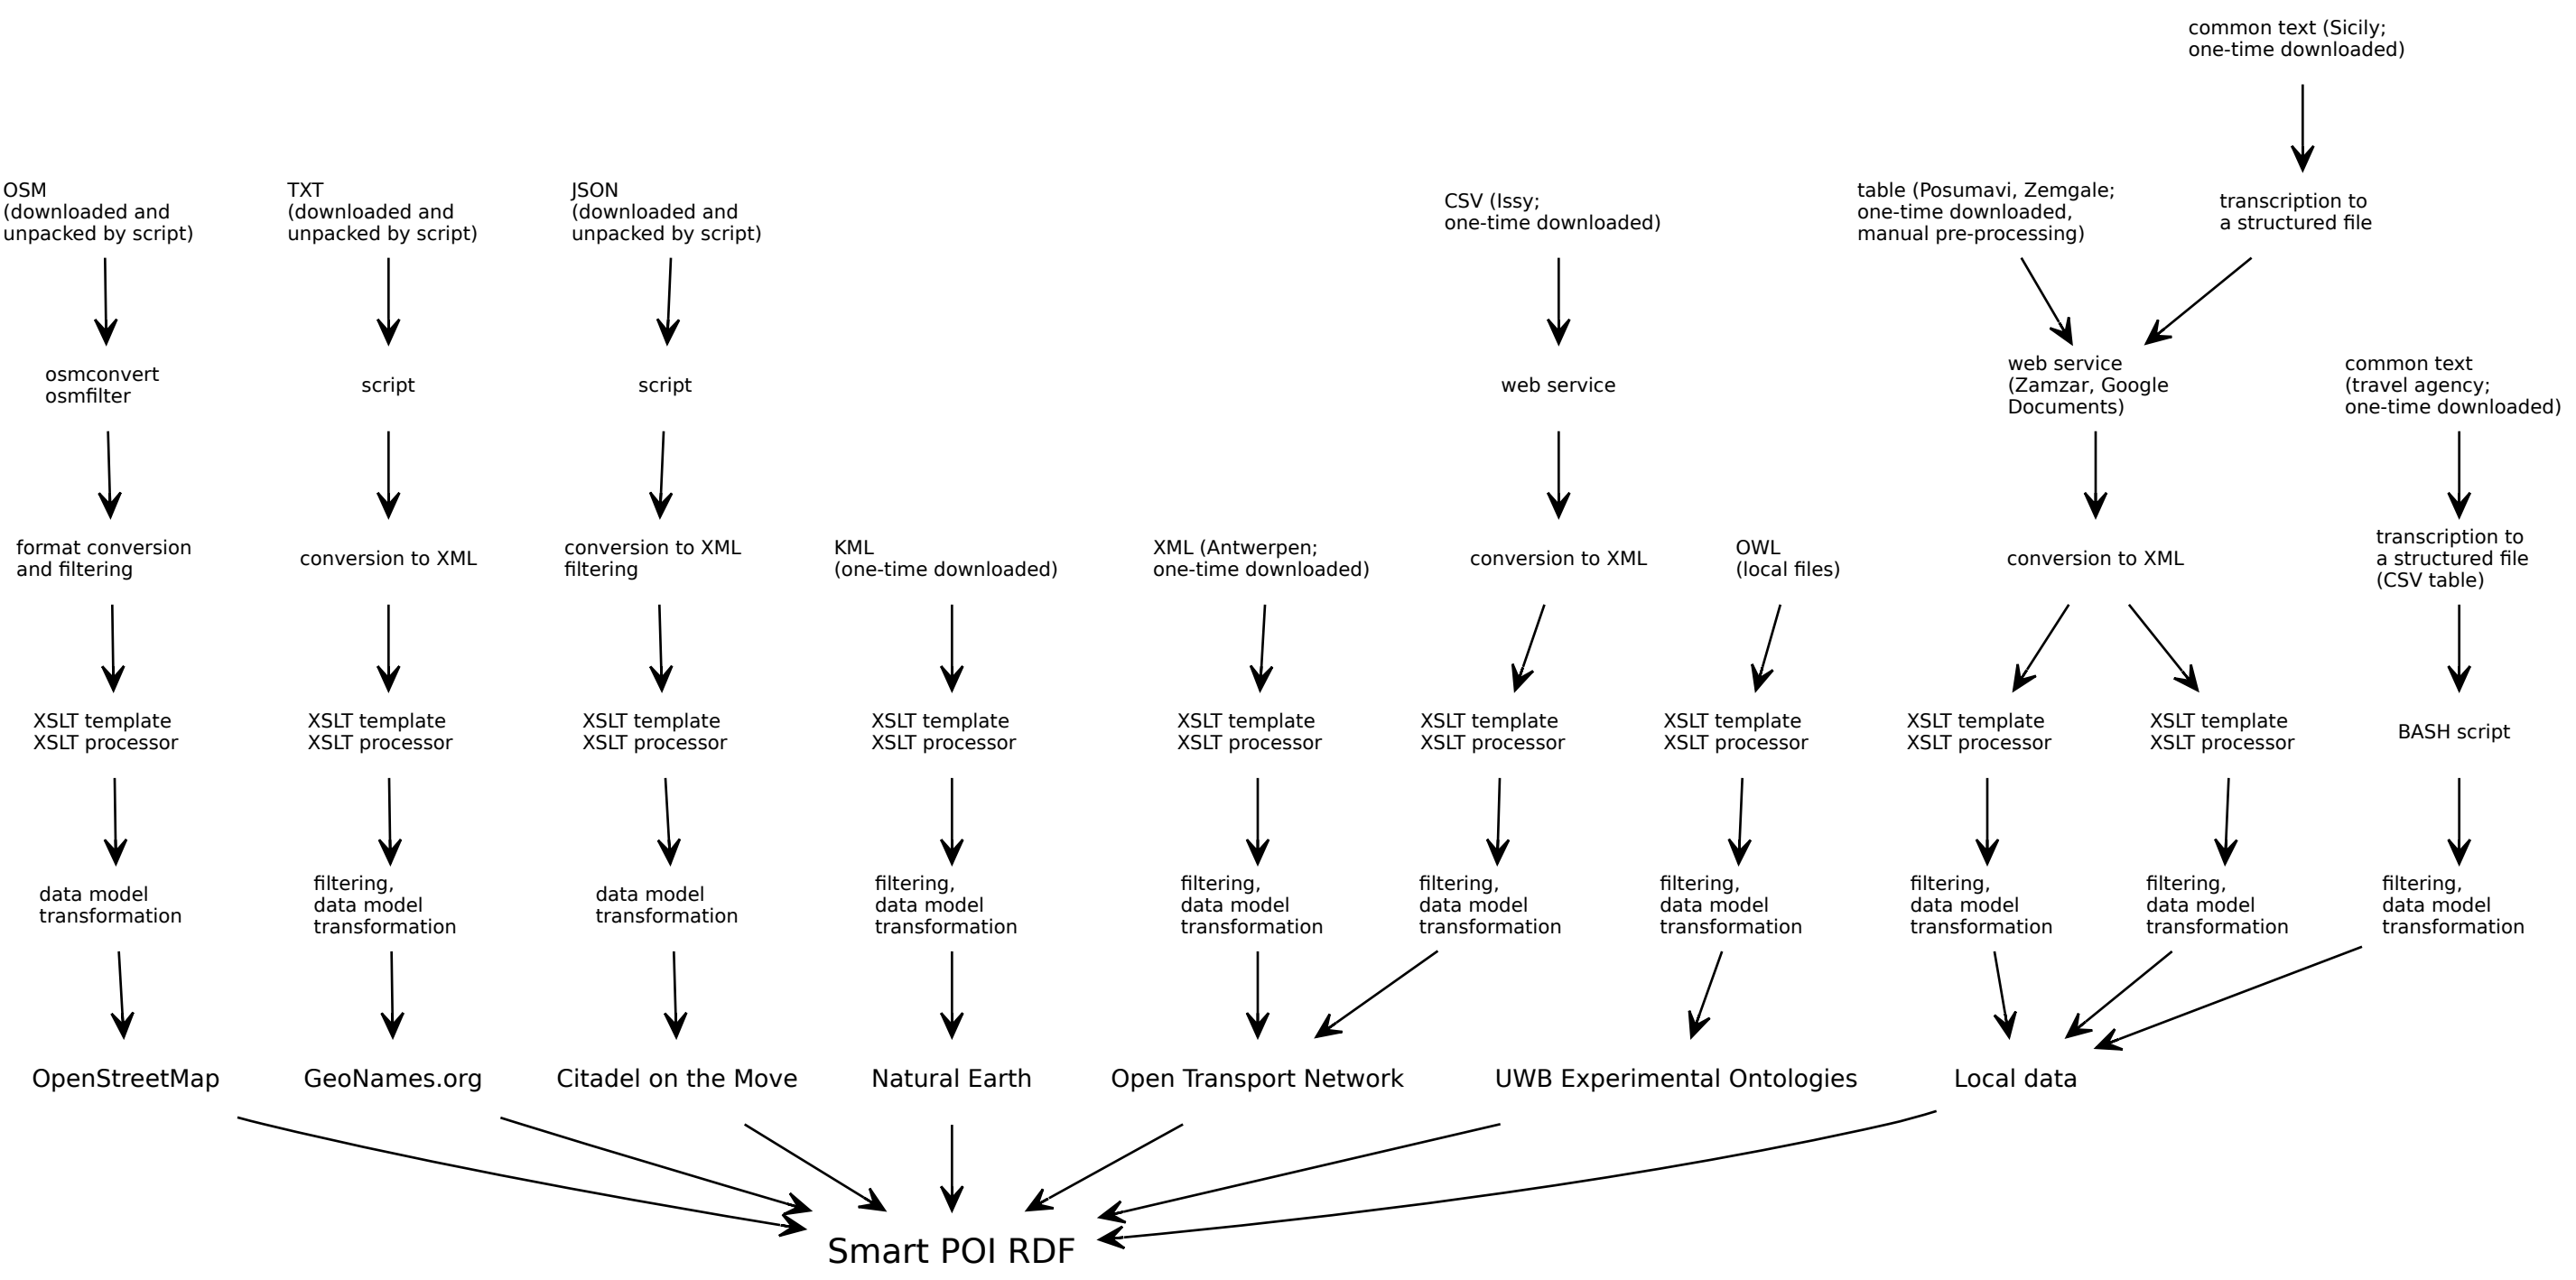 common text (Sicily;
one-time downloaded)
OSM
(downloaded and
unpacked by script)
TXT
(downloaded and
unpacked by script)
JSON
(downloaded and
unpacked by script)
CSV (Issy;
one-time downloaded)
table (Posumavi, Zemgale;
one-time downloaded,
manual pre-processing)
transcription to
a structured file
osmconvert
osmfilter
script
script
web service
web service
(Zamzar, Google
Documents)
common text
(travel agency;
one-time downloaded)
format conversion
and filtering
conversion to XML
conversion to XML
filtering
KML
(one-time downloaded)
XML (Antwerpen;
one-time downloaded)
conversion to XML
OWL
(local files)
conversion to XML
transcription to
a structured file
(CSV table)
XSLT template
XSLT processor
XSLT template
XSLT processor
XSLT template
XSLT processor
XSLT template
XSLT processor
XSLT template
XSLT processor
XSLT template
XSLT processor
XSLT template
XSLT processor
XSLT template
XSLT processor
XSLT template
XSLT processor
BASH script
data model
transformation
filtering,
data model
transformation
data model
transformation
filtering,
data model
transformation
filtering,
data model
transformation
filtering,
data model
transformation
filtering,
data model
transformation
filtering,
data model
transformation
filtering,
data model
transformation
filtering,
data model
transformation
OpenStreetMap
GeoNames.org
Citadel on the Move
Natural Earth
Open Transport Network
UWB Experimental Ontologies
Local data
Smart POI RDF